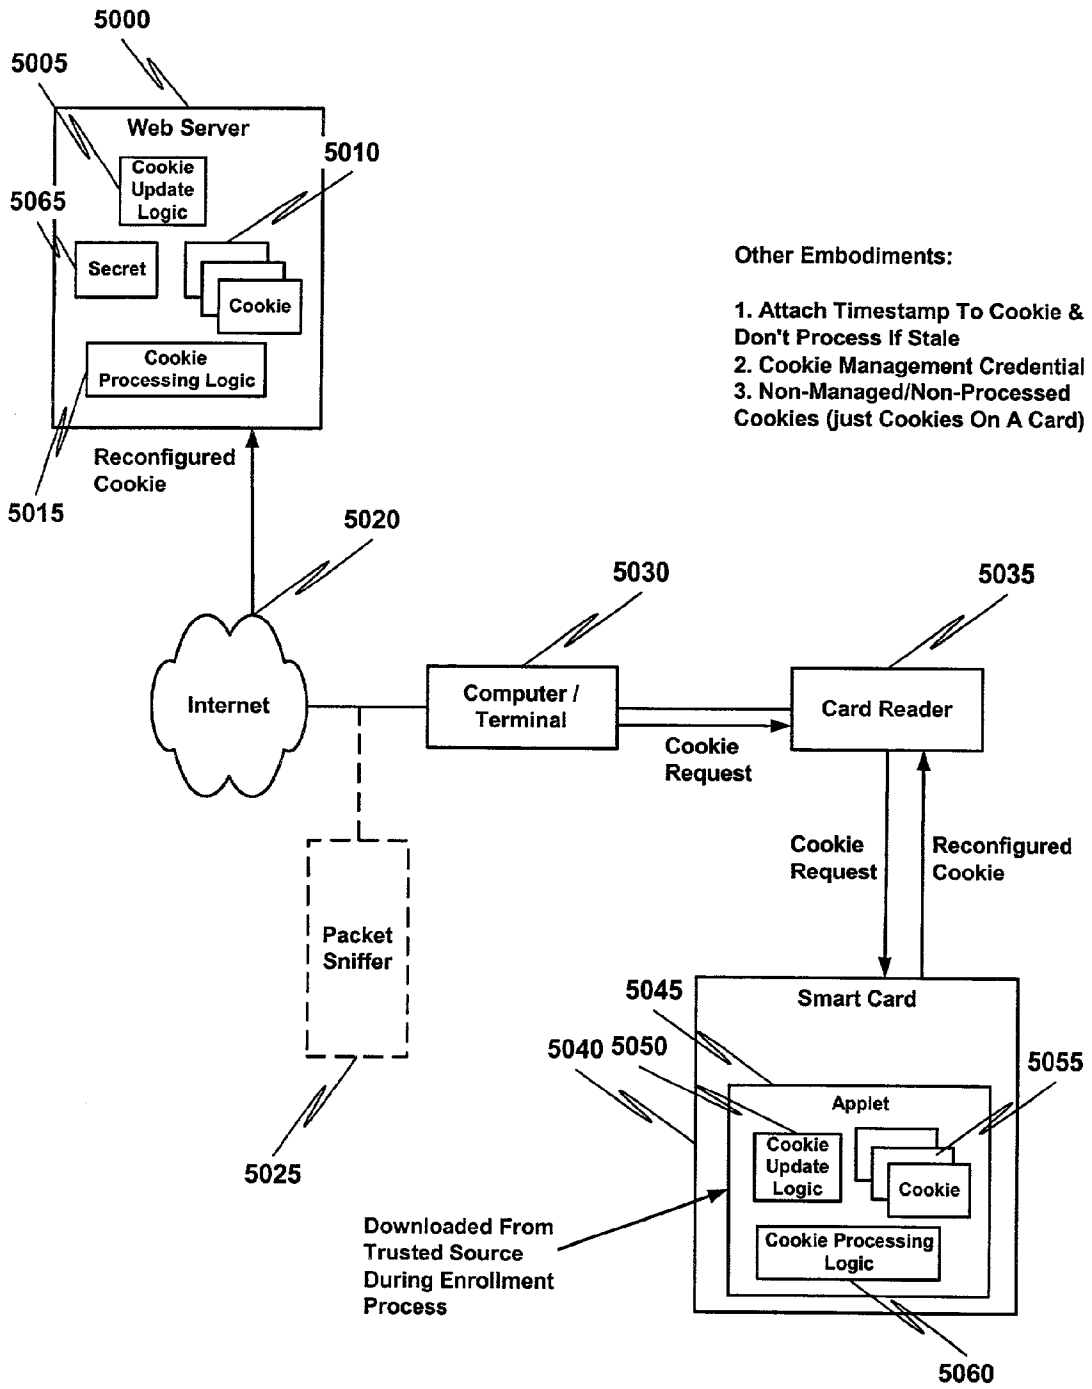 5000
5005
Web Server
5010
Cookie
Update
Logic
5065
Secret
Cookie
Cookie
Processing Logic
Other Embodiments:
1. Attach Timestamp To Cookie &
Don't Process If Stale
2. Cookie Management Credential
3. Non-Managed/Non-Processed
Cookies (just Cookies On A Card)
Reconfigured
Cookie
5015
5020
5030
5035
Internet
Computer /
Terminal
Card Reader
Cookie
Request
Cookie
Request
Reconfigured
Cookie
Packet
Sniffer
5025
Smart Card
5045
5040
5050
5055
Applet
Cookie
Update
Logic
Cookie
Cookie Processing
Logic
Downloaded From
Trusted Source
During Enrollment
Process
5060